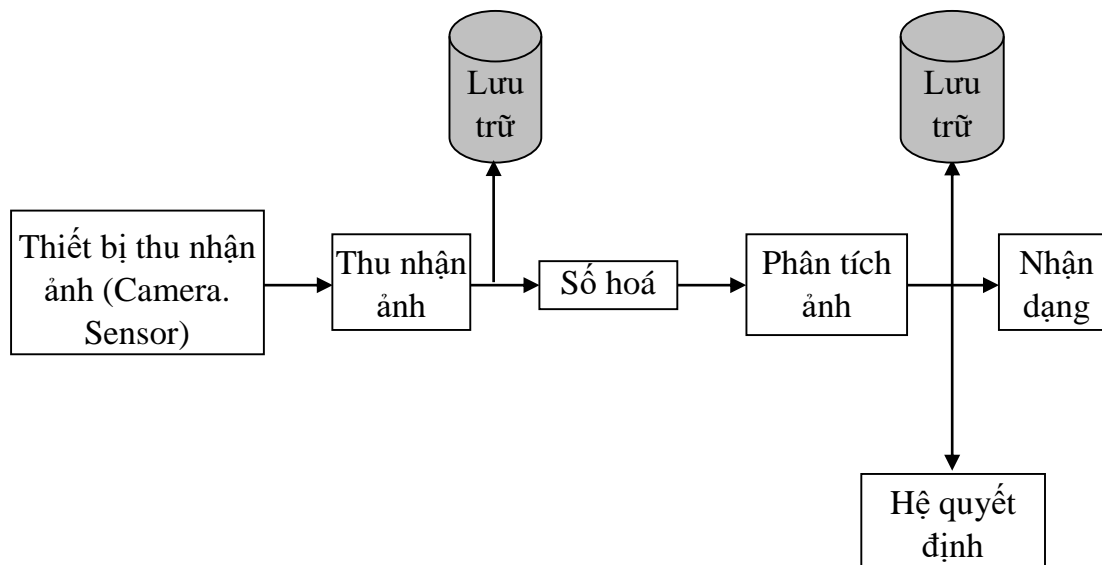 Lưu
trữ
Lưu
trữ
Thiết bị thu nhận
ảnh (Camera.
Sensor)
Thu nhận
ảnh
Số hoá
Phân tích
ảnh
Nhận
dạng
Hệ quyết
định